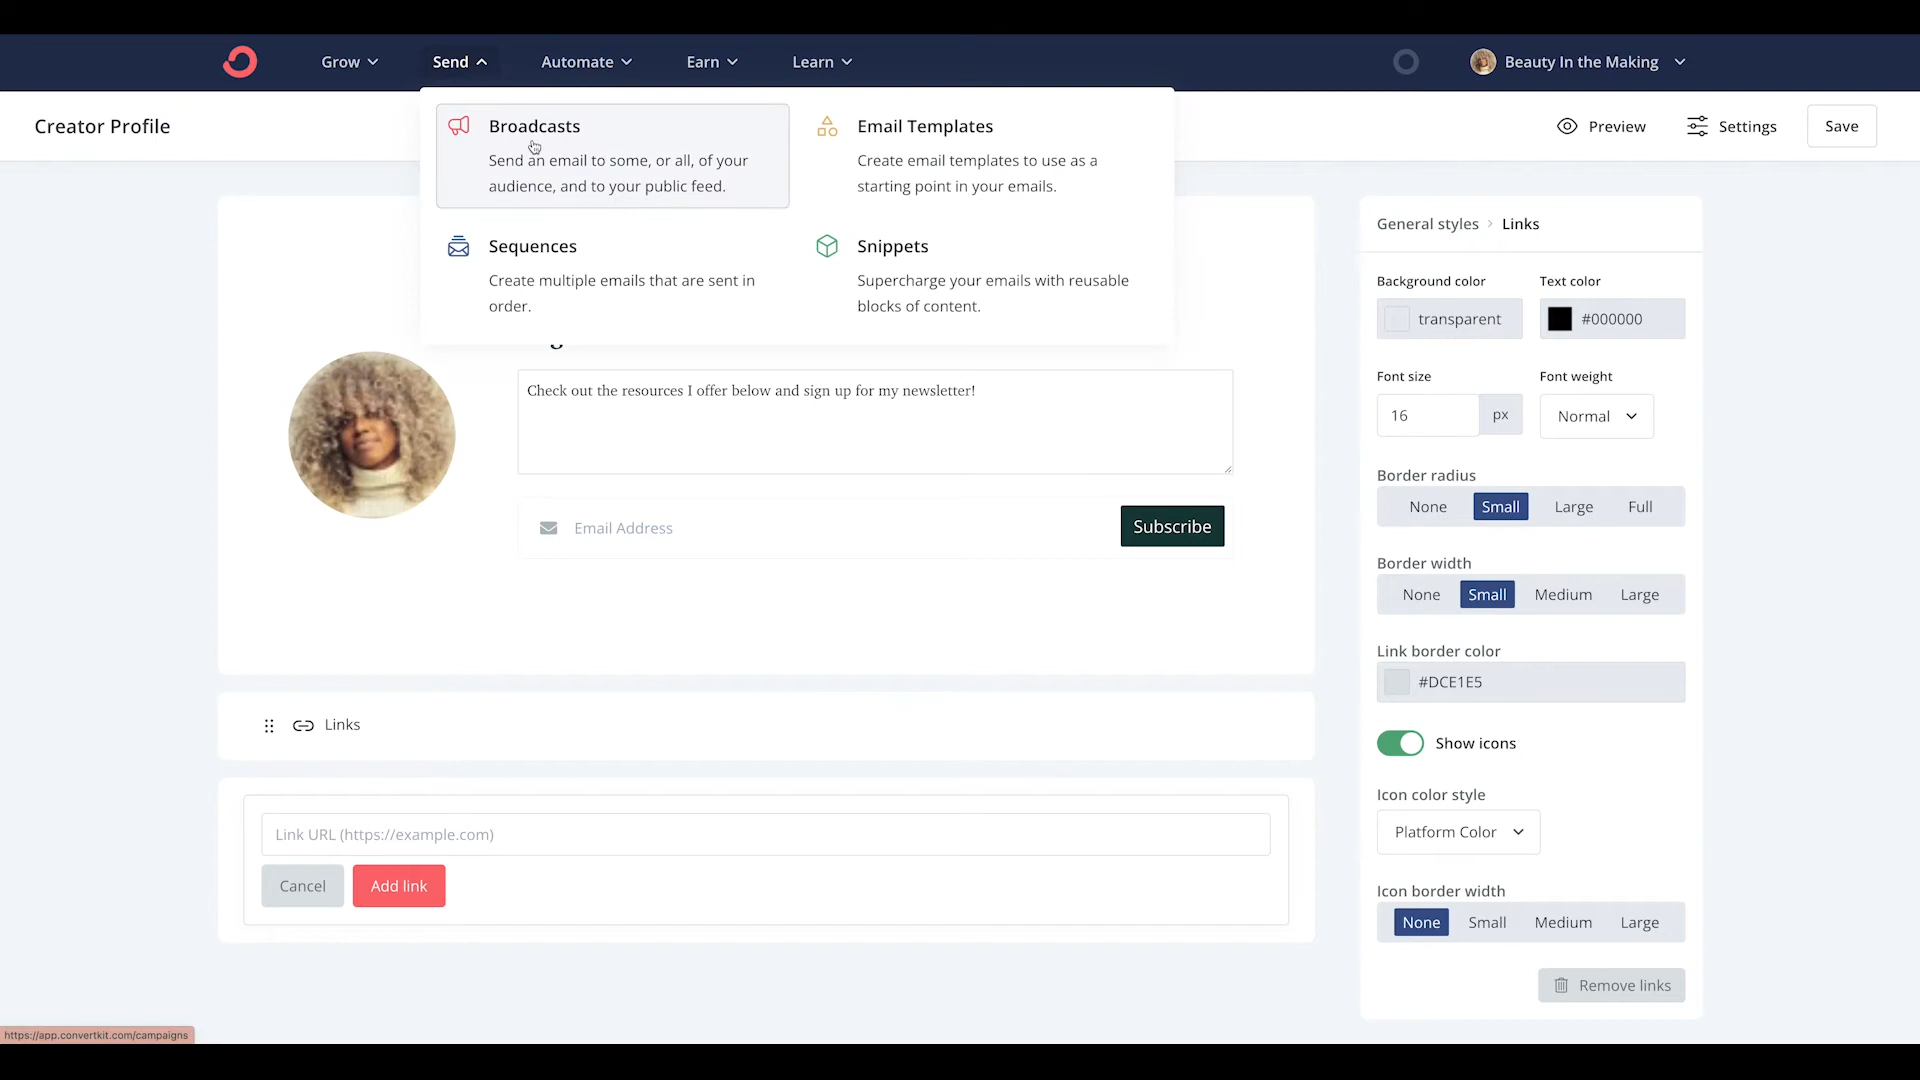 Grow
Send
Automate
Earn
Learn
Beauty In the Making
Creator Profile
Preview
Settings
Save
Broadcasts
Send an email to some, or all, of your
audience, and to your public feed.
Email Templates
Create email templates to use as a
starting point in your emails.
Sequences
Create multiple emails that are sent in
order.
Snippets
Supercharge your emails with reusable
blocks of content.
Check out the resources I offer below and sign up for my newsletter!
Email Address
Subscribe
Links
Link URL (https://example.com)
Cancel
Add link
General styles > Links
Background color
Text color
transparent
#000000
Font size
Font weight
16 px
Normal
Border radius
None Small Large Full
Border width
None Small Medium Large
Link border color
#DCE1E5
Show icons
Icon color style
Platform Color
Icon border width
None Small Medium Large
Remove links
https://app.convertkit.com/campaigns